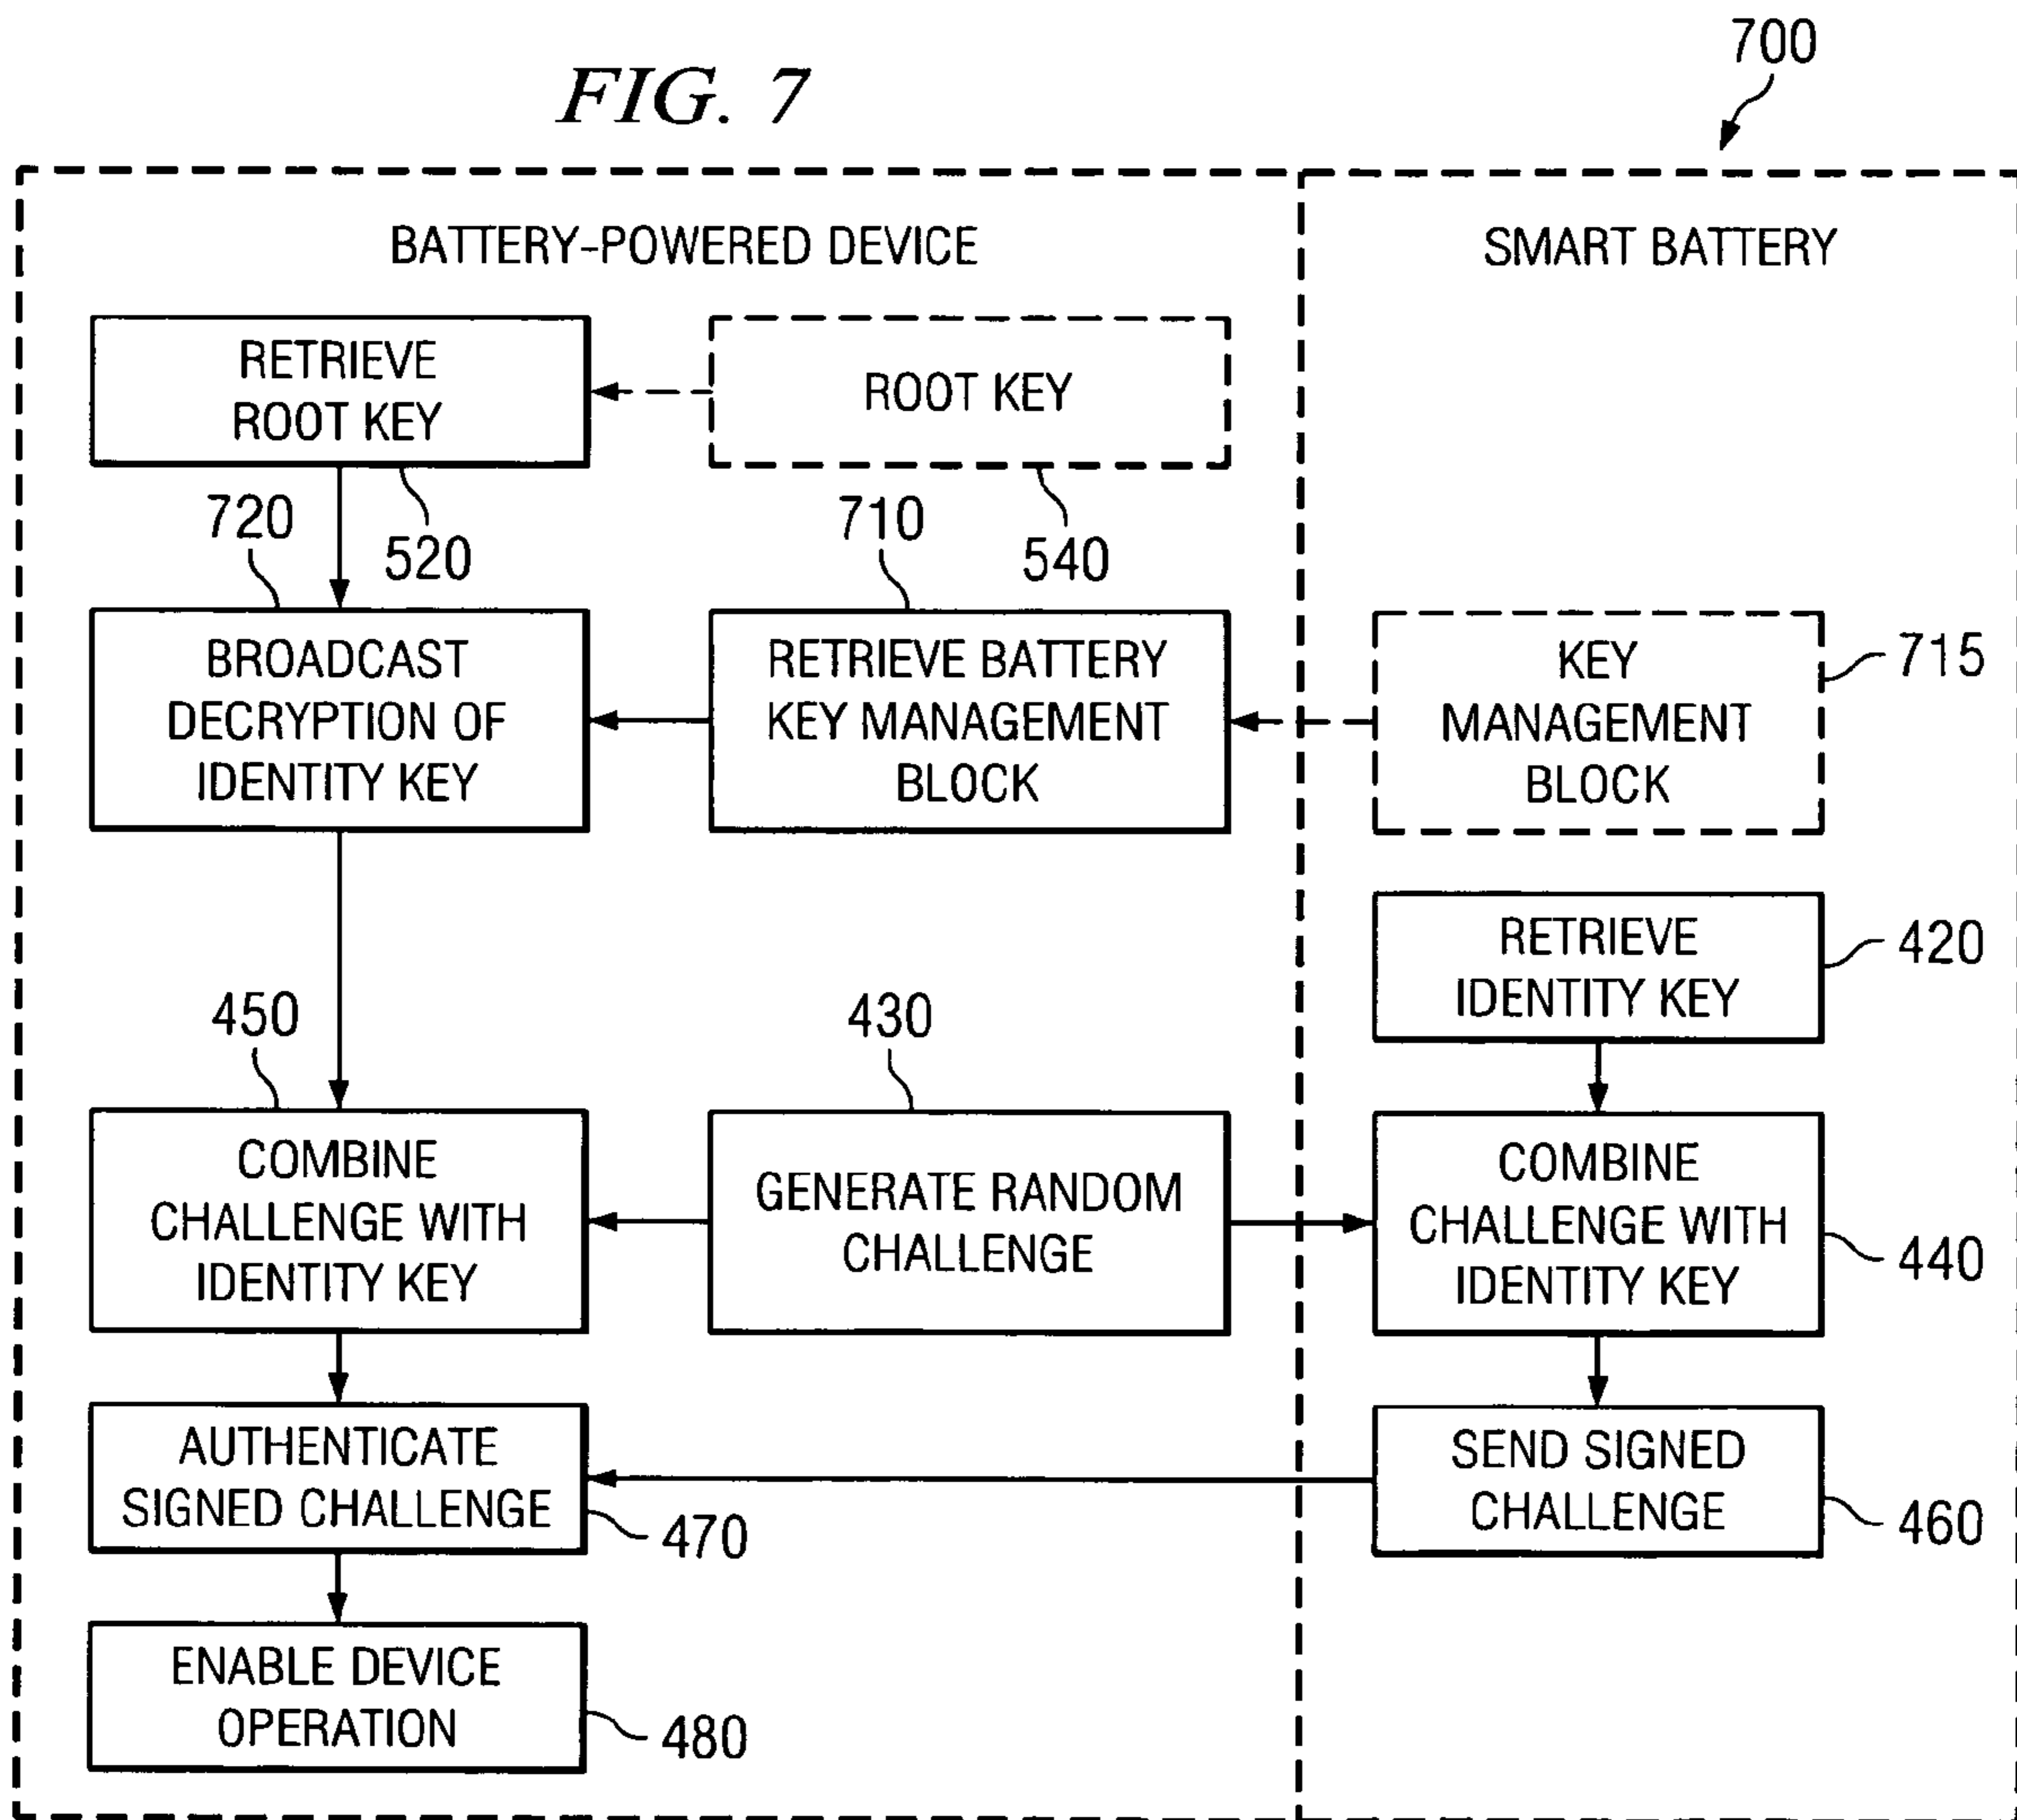 700
FIG. 7
BATTERY-POWERED DEVICE
SMART BATTERY
RETRIEVE
ROOT KEY
ROOT KEY
720
520
710
540
BROADCAST
DECRYPTION OF
IDENTITY KEY
RETRIEVE BATTERY
KEY MANAGEMENT
BLOCK
KEY
MANAGEMENT
BLOCK
715
RETRIEVE
IDENTITY KEY
420
450
430
COMBINE
CHALLENGE WITH
IDENTITY KEY
GENERATE RANDOM
CHALLENGE
COMBINE
CHALLENGE WITH
IDENTITY KEY
440
AUTHENTICATE
SIGNED CHALLENGE
470
SEND SIGNED
CHALLENGE
460
ENABLE DEVICE
OPERATION
480